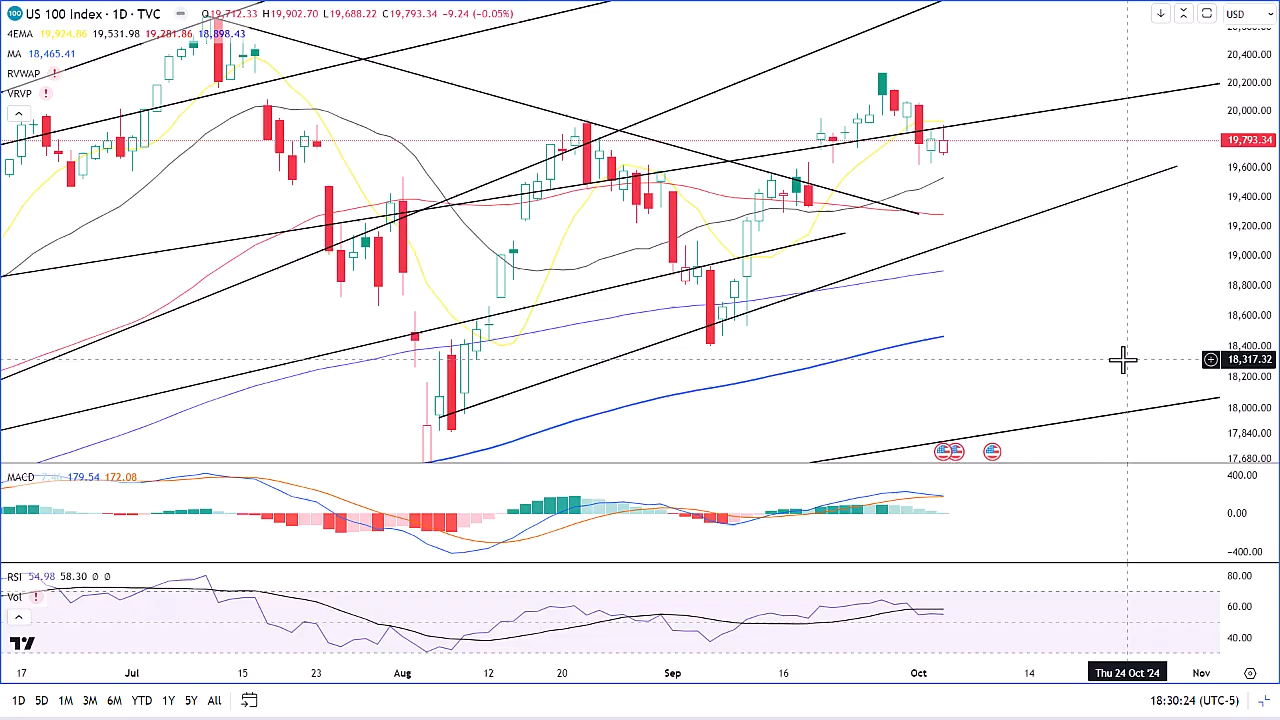 100 US 100 Index · 1D · TVC O19,712.33 H19,902.70 L19,688.22 C19,793.34 −9.24 (−0.05%)
USD
4EMA 19,924.86 19,531.98 19,281.86 18,898.43
MA 18,465.41
RVWAP !
VRVP !
20,400.00
20,200.00
20,000.00
19,793.34
19,600.00
19,400.00
19,200.00
19,000.00
18,800.00
18,600.00
18,400.00
18,317.32
18,200.00
18,000.00
17,840.00
17,680.00
MACD 7.46 179.54 172.08
400.00
0.00
−400.00
RSI 54.98 58.30 Ø Ø
Vol !
80.00
60.00
40.00
17 Jul 15 23 Aug 12 20 Sep 16 Oct 14 Thu 24 Oct '24 Nov
1D 5D 1M 3M 6M YTD 1Y 5Y All
18:30:24 (UTC-5)